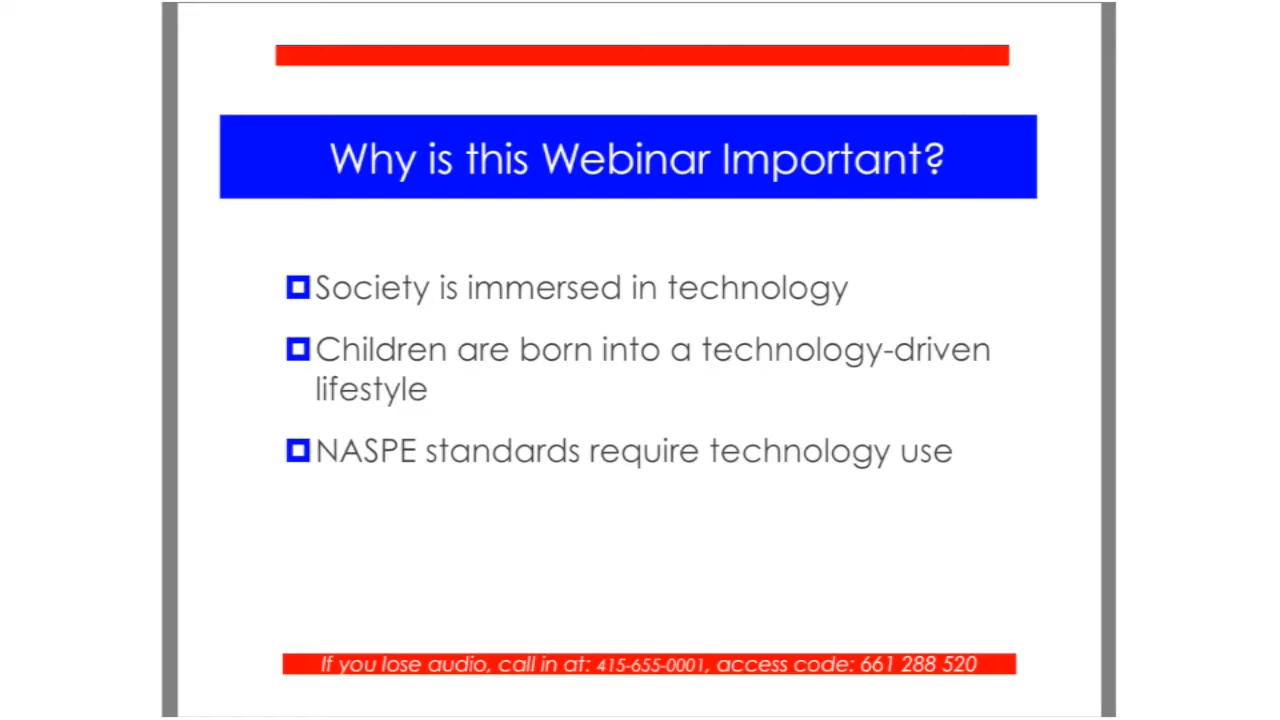 Why is this Webinar Important?
Society is immersed in technology
Children are born into a technology-driven
lifestyle
NASPE standards require technology use
If you lose audio, call in at: 415-655-0001, access code: 661 288 520